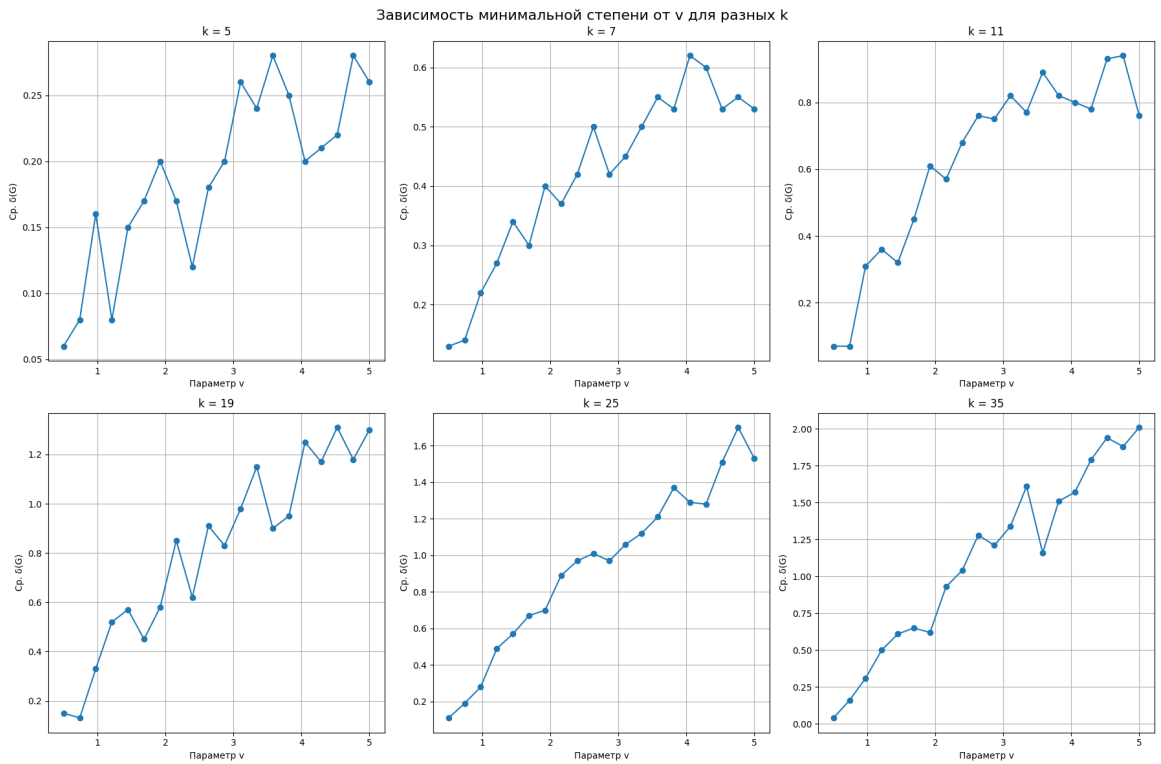 Зависимость минимальной степени от v для разных k
k = 5
0.25
0.20
0.15
0.10
0.05
Ср. δ(G)
1 2 3 4 5
Параметр v
k = 7
0.6
0.5
0.4
0.3
0.2
Ср. δ(G)
1 2 3 4 5
Параметр v
k = 11
0.8
0.6
0.4
0.2
Ср. δ(G)
1 2 3 4 5
Параметр v
k = 19
1.2
1.0
0.8
0.6
0.4
0.2
Ср. δ(G)
1 2 3 4 5
Параметр v
k = 25
1.6
1.4
1.2
1.0
0.8
0.6
0.4
0.2
Ср. δ(G)
1 2 3 4 5
Параметр v
k = 35
2.00
1.75
1.50
1.25
1.00
0.75
0.50
0.25
0.00
Ср. δ(G)
1 2 3 4 5
Параметр v